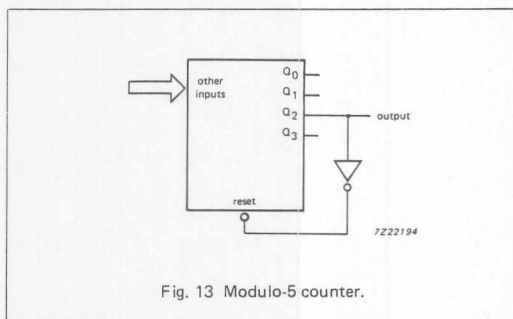 other
inputs
Q0
Q1
Q2
Q3
output
reset
7Z22194
Fig. 13 Modulo-5 counter.